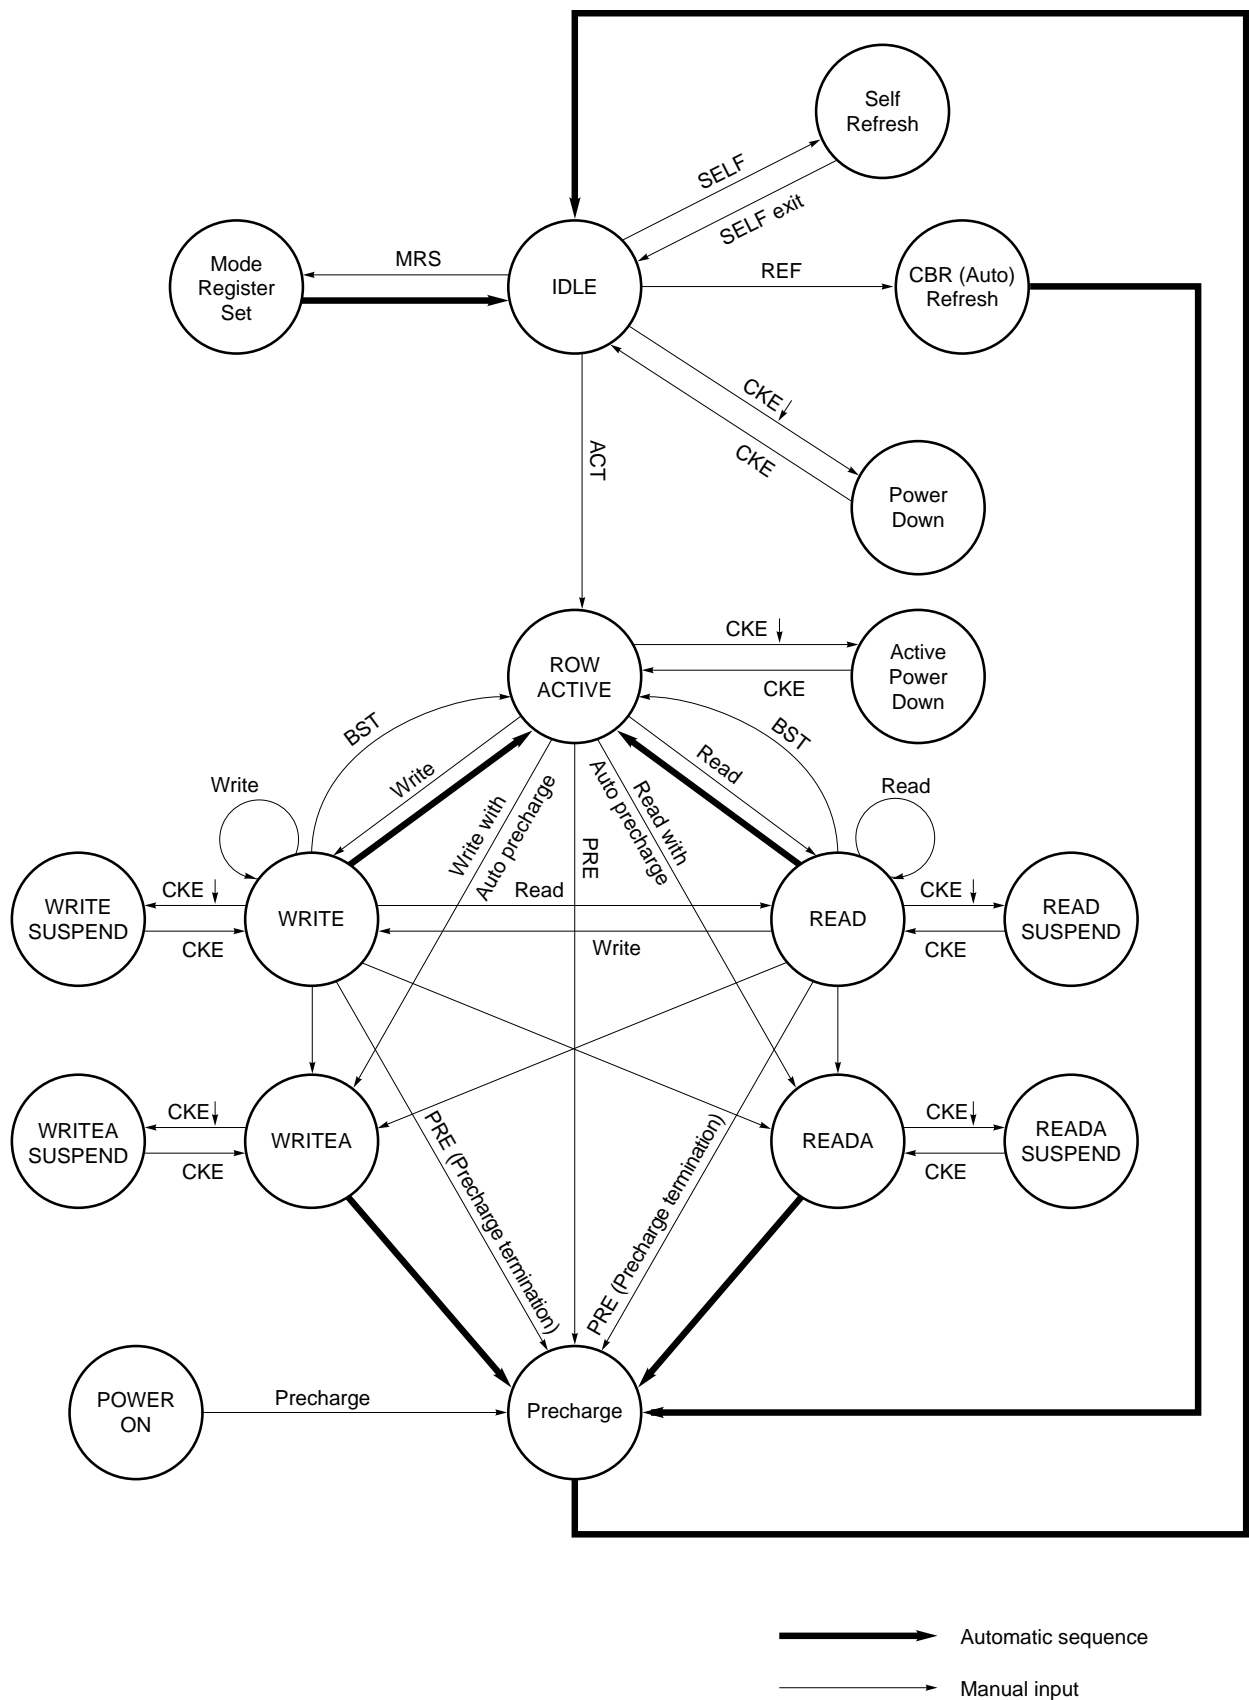 Self
Refresh
SELF
SELF exit
Mode
Register
Set
MRS
IDLE
REF
CBR (Auto)
Refresh
CKE
CKE
ACT
Power
Down
ROW
ACTIVE
CKE
CKE
Active
Power
Down
BST
BST
Write
Read
Write
Write with
Auto precharge
PRE
Read with
Auto precharge
Read
WRITE
SUSPEND
CKE
CKE
WRITE
Read
Write
READ
CKE
CKE
READ
SUSPEND
WRITEA
SUSPEND
CKE
CKE
WRITEA
PRE (Precharge termination)
PRE (Precharge termination)
READA
CKE
CKE
READA
SUSPEND
POWER
ON
Precharge
Precharge
Automatic sequence
Manual input